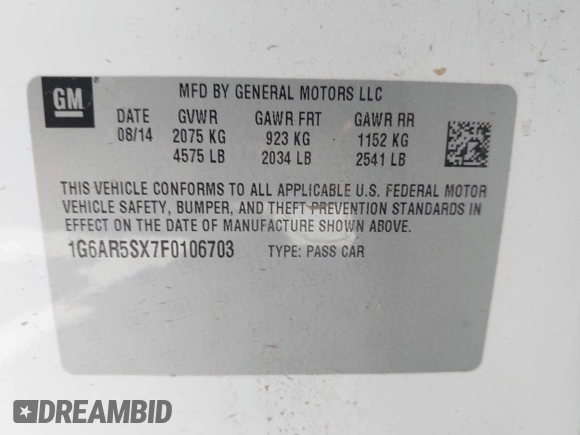 GM
MFD BY GENERAL MOTORS LLC
DATE GVWR GAWR FRT GAWR RR
08/14 2075 KG 923 KG 1152 KG
4575 LB 2034 LB 2541 LB
THIS VEHICLE CONFORMS TO ALL APPLICABLE U.S. FEDERAL MOTOR
VEHICLE SAFETY, BUMPER, AND THEFT PREVENTION STANDARDS IN
EFFECT ON THE DATE OF MANUFACTURE SHOWN ABOVE.
1G6AR5SX7F0106703 TYPE: PASS CAR
DREAMBID